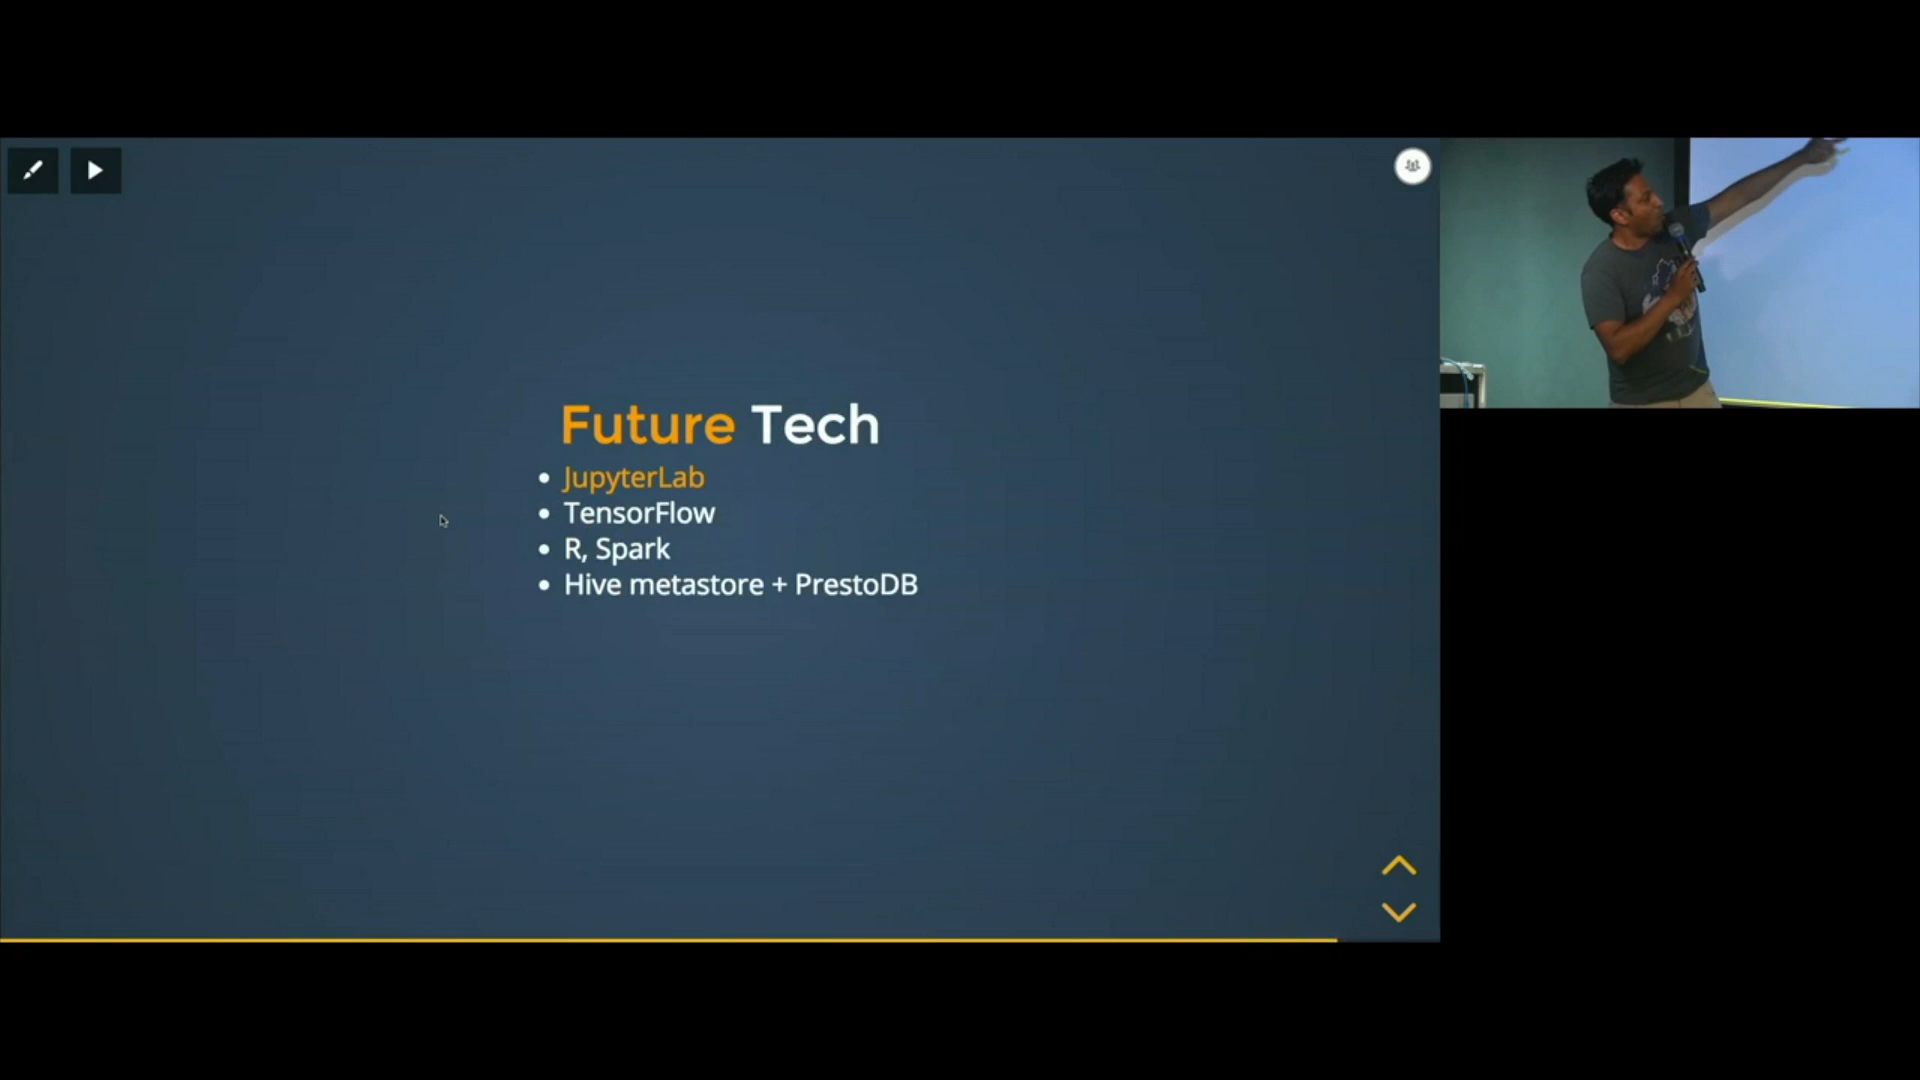 Future Tech
JupyterLab
TensorFlow
R, Spark
Hive metastore + PrestoDB